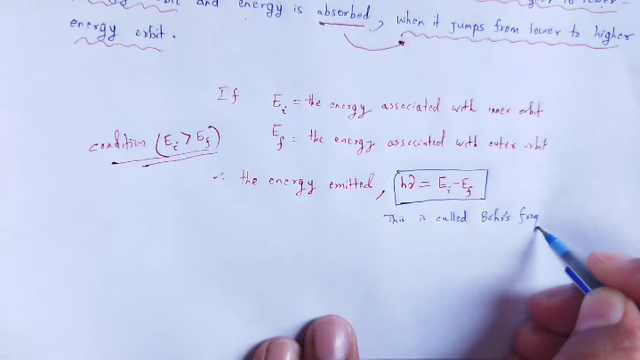 orbit and energy is absorbed, when it jumps from lower to higher
energy orbit.
If Ei = the energy associated with inner orbit
condition (Ei > Ef)
Ef = the energy associated with outer orbit
∴ the energy emitted, hν = Ei - Ef
This is called Bohr's freq